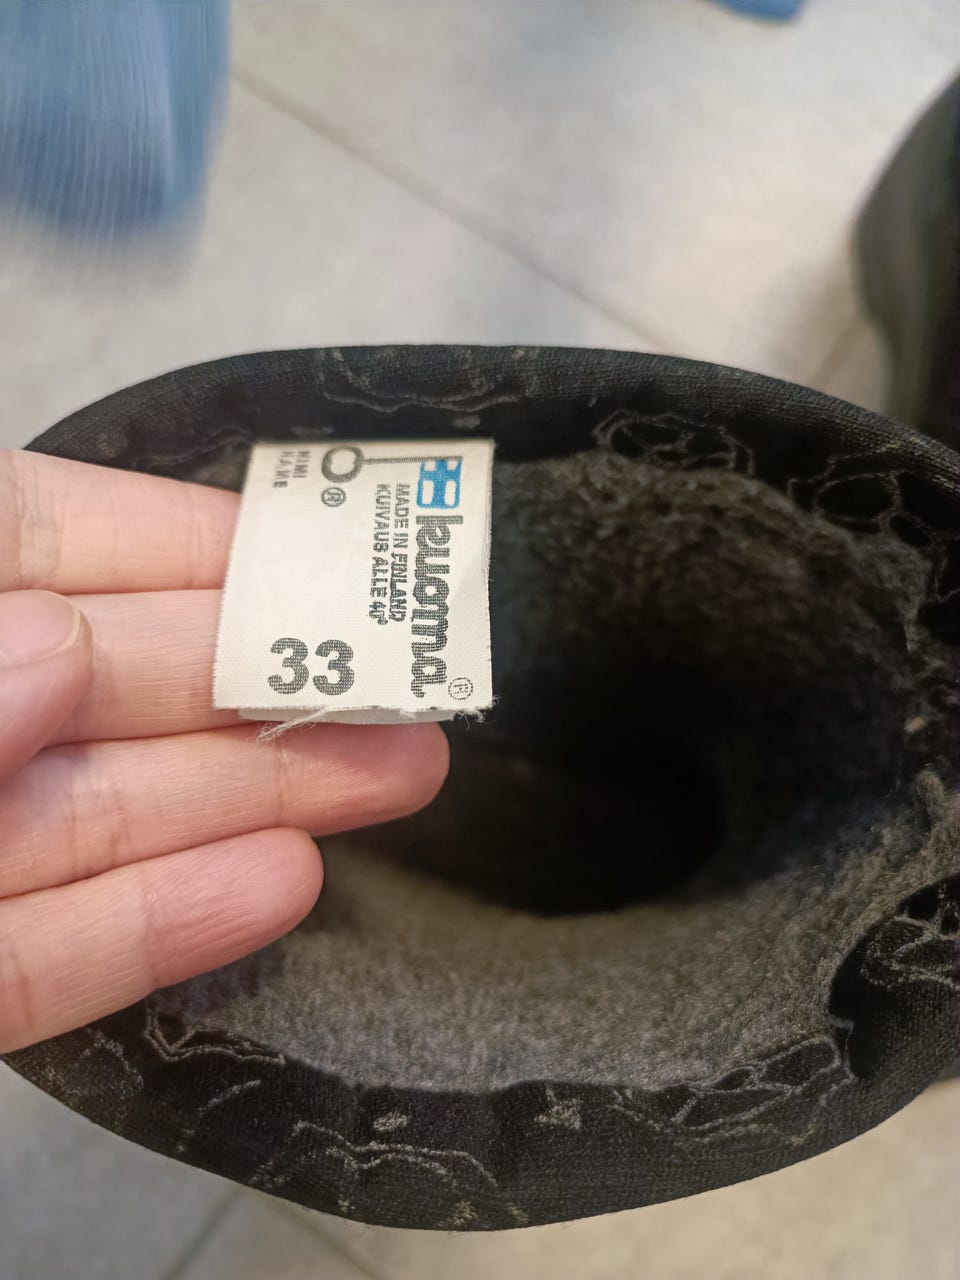 kuoma®
MADE IN FINLAND
KUIVAUS ALLE 40°
®
NIMI
NAME
33